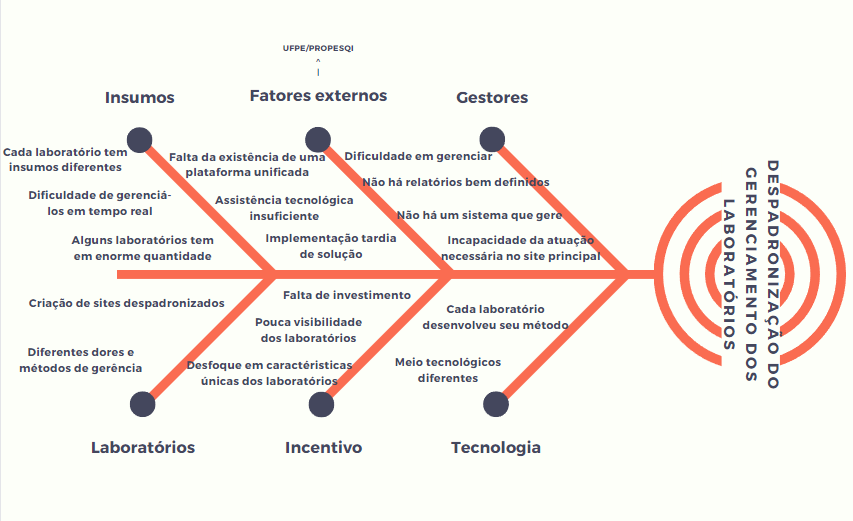 UFPE/PROPESQI
^
|
Insumos
Fatores externos
Gestores
Cada laboratório tem
insumos diferentes
Dificuldade de gerenciá-
los em tempo real
Alguns laboratórios tem
em enorme quantidade
Falta da existência de uma
plataforma unificada
Assistência tecnológica
insuficiente
Implementação tardia
de solução
Dificuldade em gerenciar
Não há relatórios bem definidos
Não há um sistema que gere
Incapacidade da atuação
necessária no site principal
DESPADRONIZAÇÃO DO
GERENCIAMENTO DOS
LABORATÓRIOS
Criação de sites despadronizados
Diferentes dores e
métodos de gerência
Falta de investimento
Pouca visibilidade
dos laboratórios
Desfoque em caractéristicas
únicas dos laboratórios
Cada laboratório
desenvolveu seu método
Meio tecnológicos
diferentes
Laboratórios
Incentivo
Tecnologia